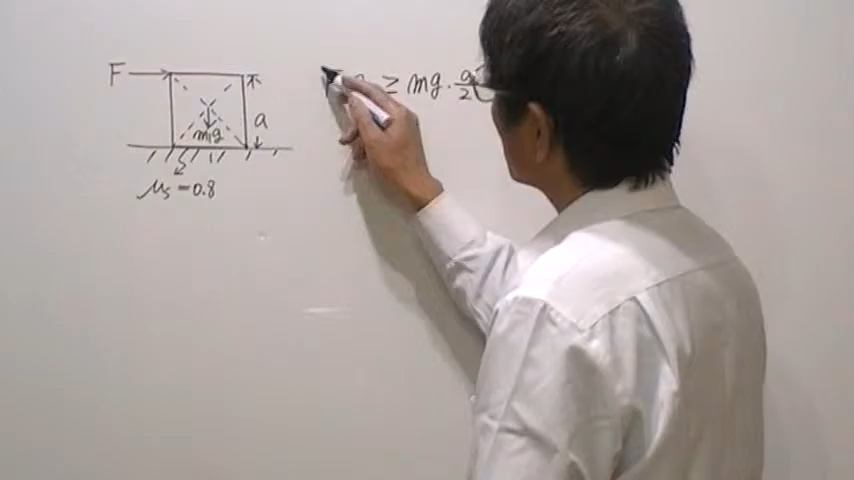 F
a
mg
μs = 0.8
≥ mg · a/2